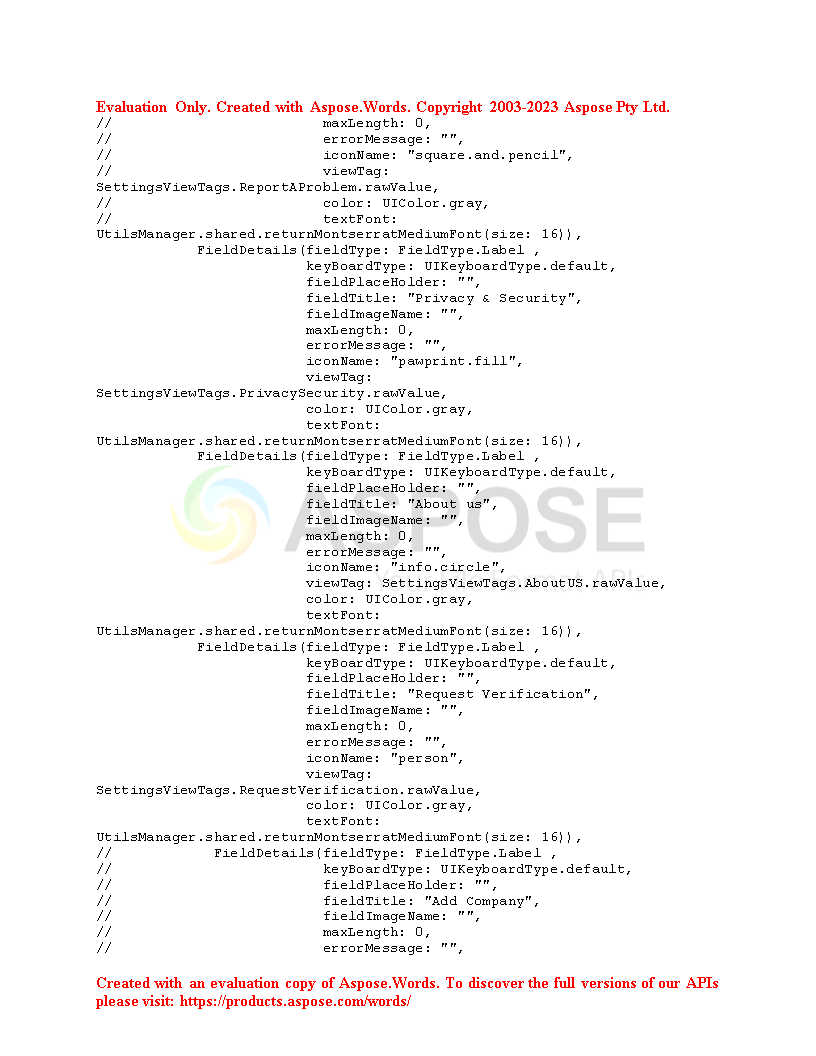 Evaluation Only. Created with Aspose.Words. Copyright 2003-2023 Aspose Pty Ltd.
//                         maxLength: 0,
//                         errorMessage: "",
//                         iconName: "square.and.pencil",
//                         viewTag:
SettingsViewTags.ReportAProblem.rawValue,
//                         color: UIColor.gray,
//                         textFont:
UtilsManager.shared.returnMontserratMediumFont(size: 16)),
            FieldDetails(fieldType: FieldType.Label ,
                         keyBoardType: UIKeyboardType.default,
                         fieldPlaceHolder: "",
                         fieldTitle: "Privacy & Security",
                         fieldImageName: "",
                         maxLength: 0,
                         errorMessage: "",
                         iconName: "pawprint.fill",
                         viewTag:
SettingsViewTags.PrivacySecurity.rawValue,
                         color: UIColor.gray,
                         textFont:
UtilsManager.shared.returnMontserratMediumFont(size: 16)),
            FieldDetails(fieldType: FieldType.Label ,
                         keyBoardType: UIKeyboardType.default,
                         fieldPlaceHolder: "",
                         fieldTitle: "About us",
                         fieldImageName: "",
                         maxLength: 0,
                         errorMessage: "",
                         iconName: "info.circle",
                         viewTag: SettingsViewTags.AboutUS.rawValue,
                         color: UIColor.gray,
                         textFont:
UtilsManager.shared.returnMontserratMediumFont(size: 16)),
            FieldDetails(fieldType: FieldType.Label ,
                         keyBoardType: UIKeyboardType.default,
                         fieldPlaceHolder: "",
                         fieldTitle: "Request Verification",
                         fieldImageName: "",
                         maxLength: 0,
                         errorMessage: "",
                         iconName: "person",
                         viewTag:
SettingsViewTags.RequestVerification.rawValue,
                         color: UIColor.gray,
                         textFont:
UtilsManager.shared.returnMontserratMediumFont(size: 16)),
//            FieldDetails(fieldType: FieldType.Label ,
//                         keyBoardType: UIKeyboardType.default,
//                         fieldPlaceHolder: "",
//                         fieldTitle: "Add Company",
//                         fieldImageName: "",
//                         maxLength: 0,
//                         errorMessage: "",
ASPOSE
Created with an evaluation copy of Aspose.Words. To discover the full versions of our APIs
please visit: https://products.aspose.com/words/